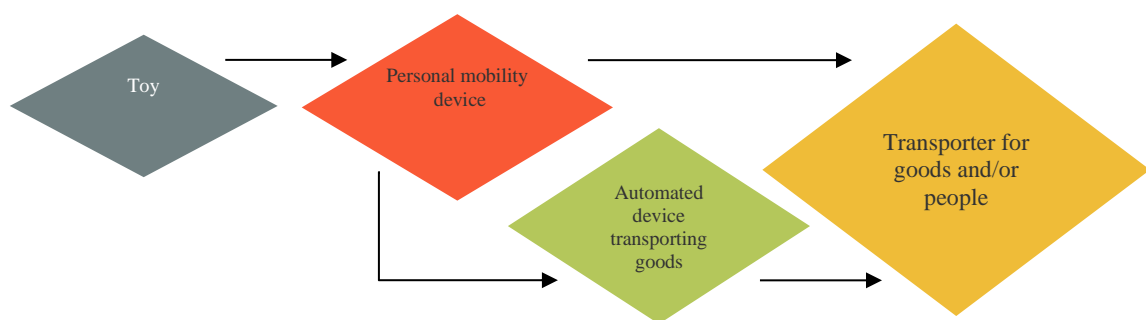 Toy
Personal mobility
device
Automated
device
transporting
goods
Transporter for
goods and/or
people